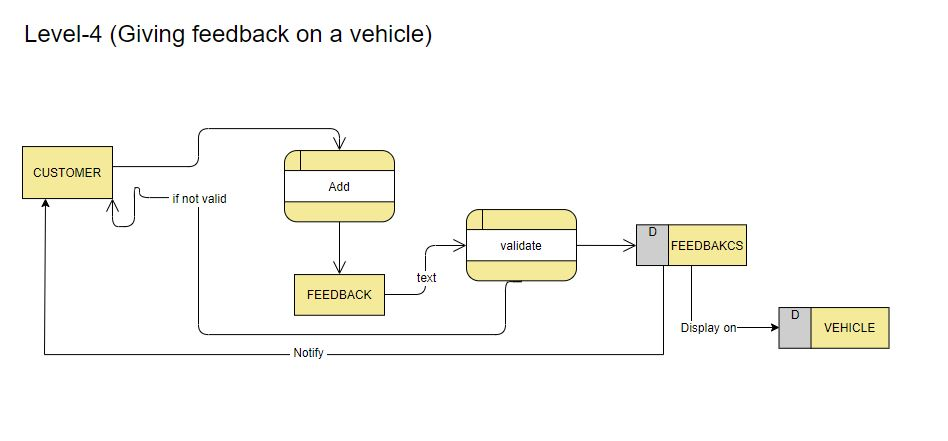 Level-4 (Giving feedback on a vehicle)
CUSTOMER
Add
if not valid
validate
D
FEEDBAKCS
text
FEEDBACK
D
VEHICLE
Display on
Notify